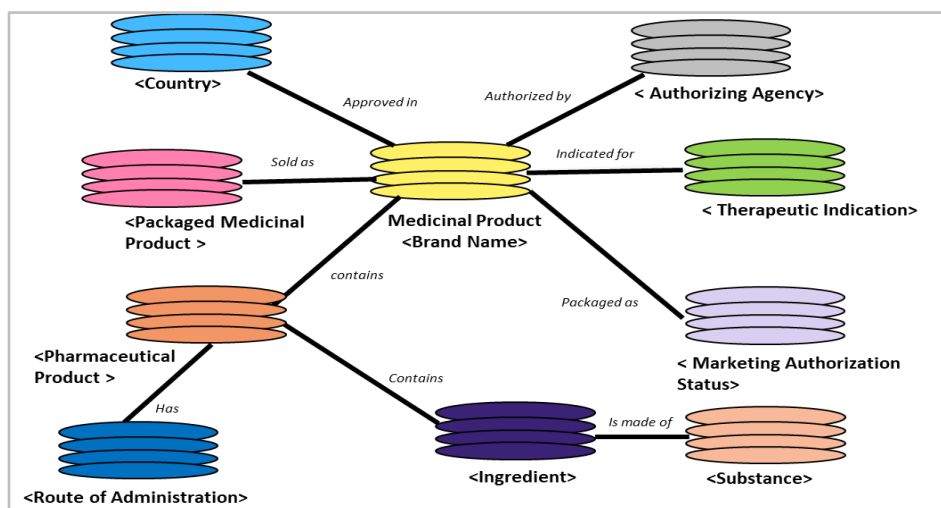 <Country>
< Authorizing Agency>
Approved in
Authorized by
Sold as
Indicated for
<Packaged Medicinal
Product >
Medicinal Product
<Brand Name>
< Therapeutic Indication>
contains
Packaged as
<Pharmaceutical
Product >
< Marketing Authorization
Status>
Contains
Has
Is made of
<Route of Administration>
<Ingredient>
<Substance>